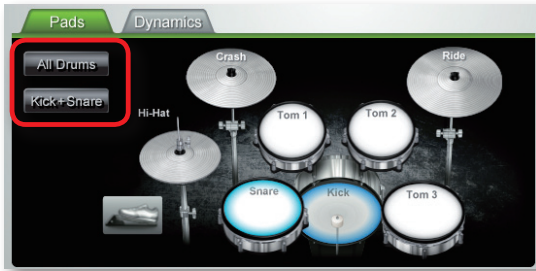 Pads
Dynamics
All Drums
Kick+Snare
Crash
Ride
Hi-Hat
Tom 1
Tom 2
Snare
Kick
Tom 3